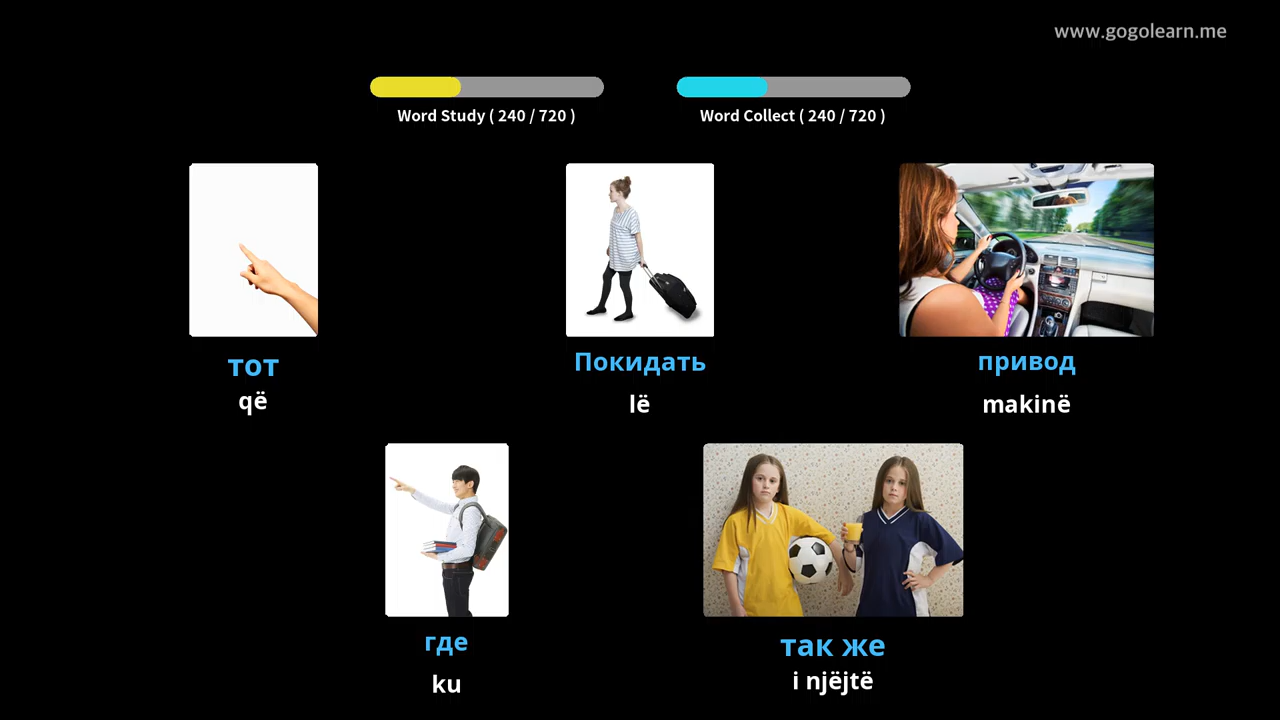 www.gogolearn.me
Word Study ( 240 / 720 )
Word Collect ( 240 / 720 )
тот
që
Покидать
lë
привод
makinë
где
ku
так же
i njëjtë